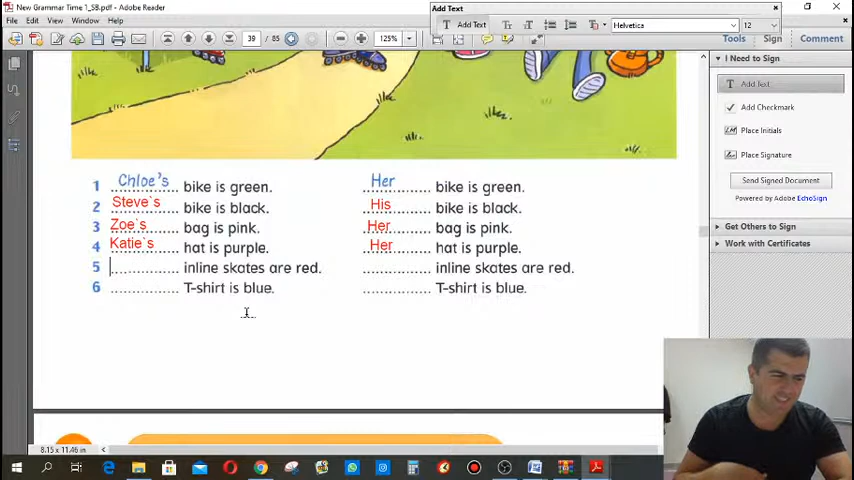 New Grammar Time 1_SB.pdf - Adobe Reader
File Edit View Window Help
Add Text
Add Text
Helvetica
12
39 / 85
125%
Tools Sign Comment
I Need to Sign
Add Text
Add Checkmark
Place Initials
Place Signature
Send Signed Document
Powered by Adobe EchoSign
Get Others to Sign
Work with Certificates
1 Chloe's bike is green. Her bike is green.
2 Steve`s bike is black. His bike is black.
3 Zoe`s bag is pink. Her bag is pink.
4 Katie`s hat is purple. Her hat is purple.
5 .................. inline skates are red. .................. inline skates are red.
6 .................. T-shirt is blue. .................. T-shirt is blue.
8.15 x 11.46 in